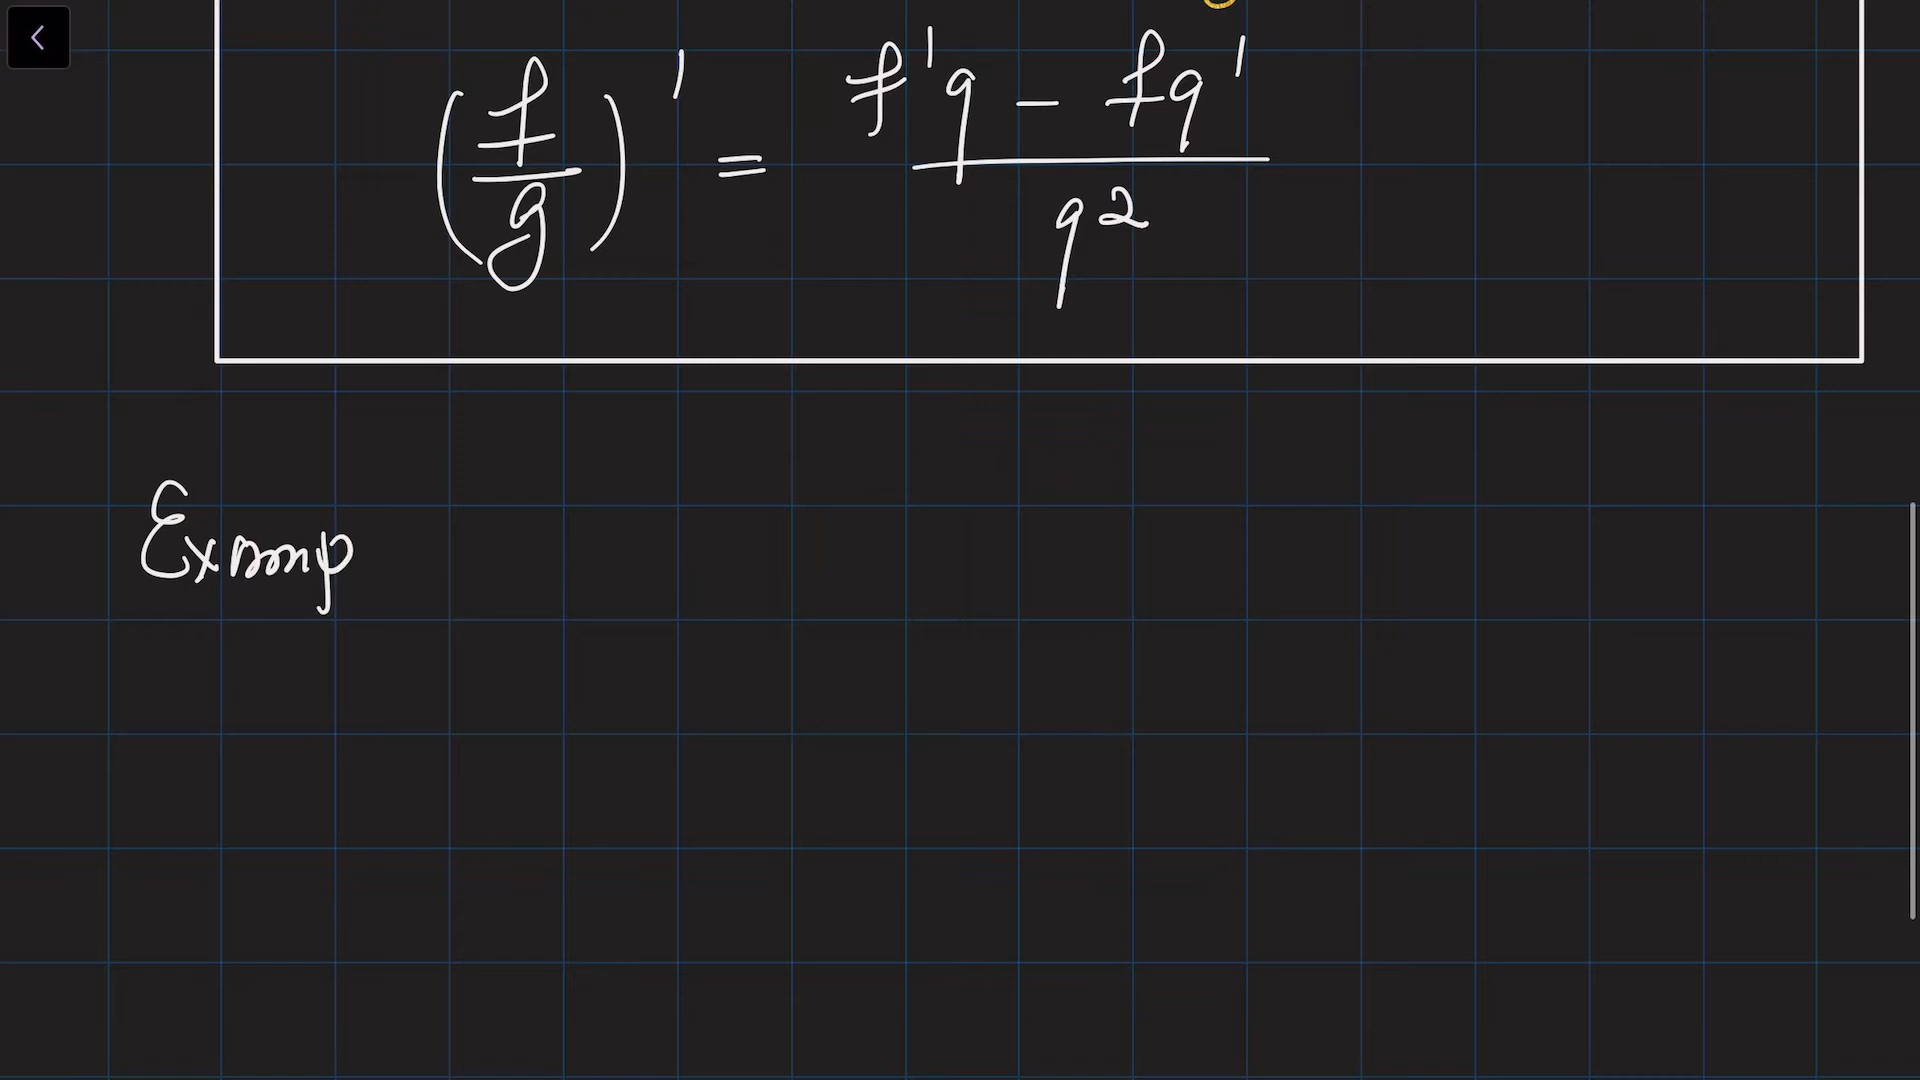 (f/g)' = f'g - fg' / g²
Examp